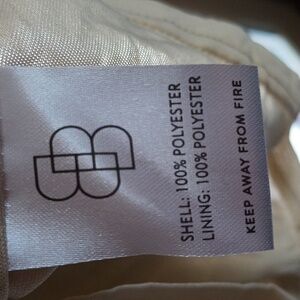 SHELL: 100% POLYESTER
LINING: 100% POLYESTER
KEEP AWAY FROM FIRE